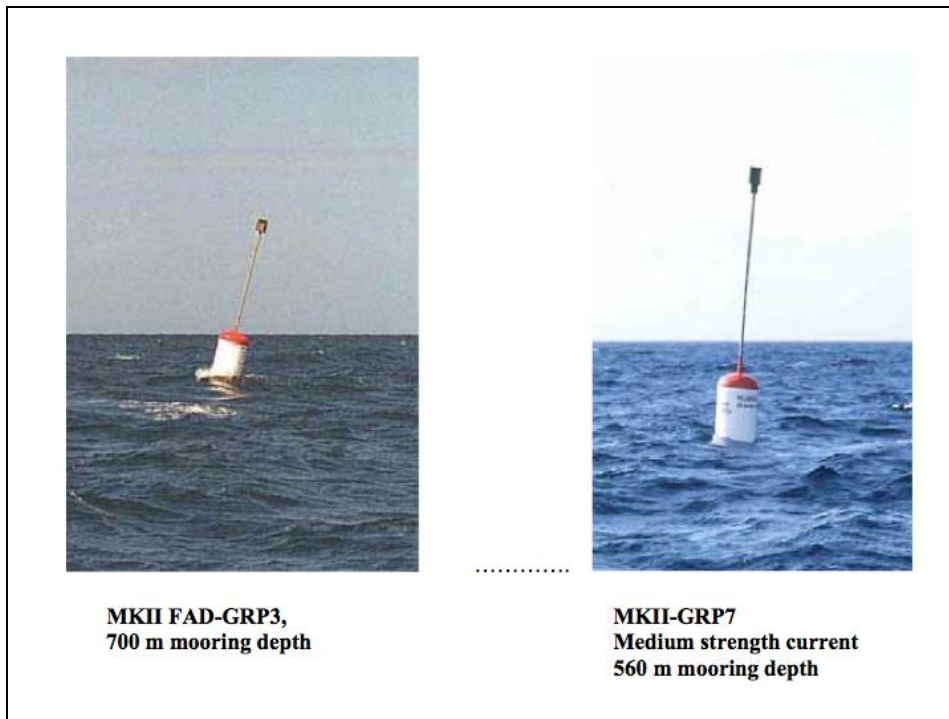 .............
MKII FAD-GRP3,
700 m mooring depth
MKII-GRP7
Medium strength current
560 m mooring depth